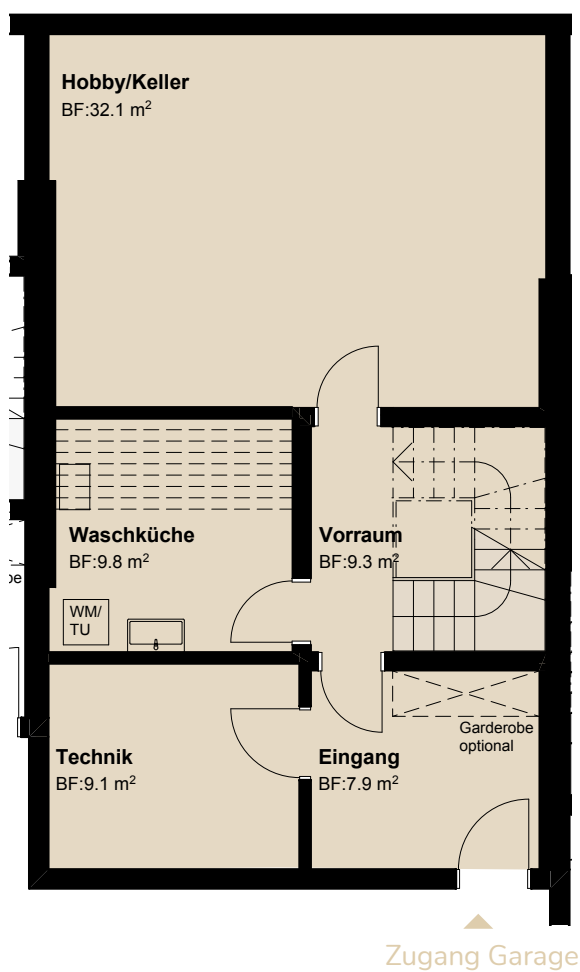 Hobby/Keller
BF:32.1 m²
Waschküche
BF:9.8 m²
Vorraum
BF:9.3 m²
WM/
TU
Garderobe
optional
Technik
BF:9.1 m²
Eingang
BF:7.9 m²
Zugang Garage